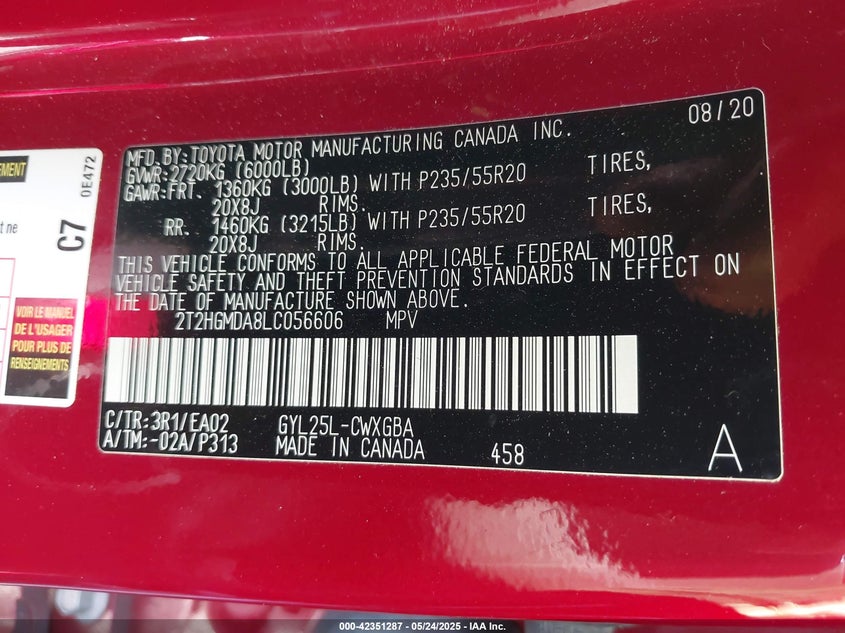 EMENT
t ne
C7
0E472
VOIR LE MANUEL
DE L'USAGER
POUR PLUS DE
RENSEIGNEMENTS
08/20
MFD. BY: TOYOTA MOTOR MANUFACTURING CANADA INC.
GVWR: 2720KG (6000LB)
GAWR: FRT. 1360KG (3000LB) WITH P235/55R20 TIRES,
20X8J RIMS.
RR. 1460KG (3215LB) WITH P235/55R20 TIRES,
20X8J RIMS.
THIS VEHICLE CONFORMS TO ALL APPLICABLE FEDERAL MOTOR
VEHICLE SAFETY AND THEFT PREVENTION STANDARDS IN EFFECT ON
THE DATE OF MANUFACTURE SHOWN ABOVE.
2T2HGMDA8LC056606 MPV
C/TR: 3R1/EA02 GYL25L-CWXGBA
A/TM: -02A/P313 MADE IN CANADA 458 A
000-42351287 - 05/24/2025 - IAA Inc.